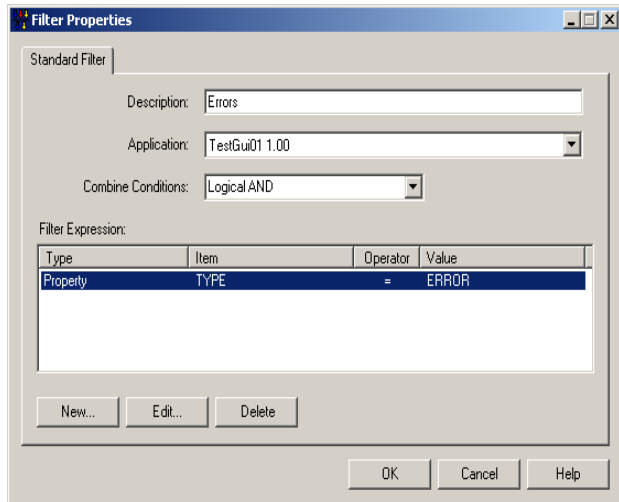 Filter Properties
Standard Filter
Description: Errors
Application: TestGui01 1.00
Combine Conditions: Logical AND
Filter Expression:
Type Item Operator Value
Property TYPE = ERROR
New... Edit... Delete
OK Cancel Help